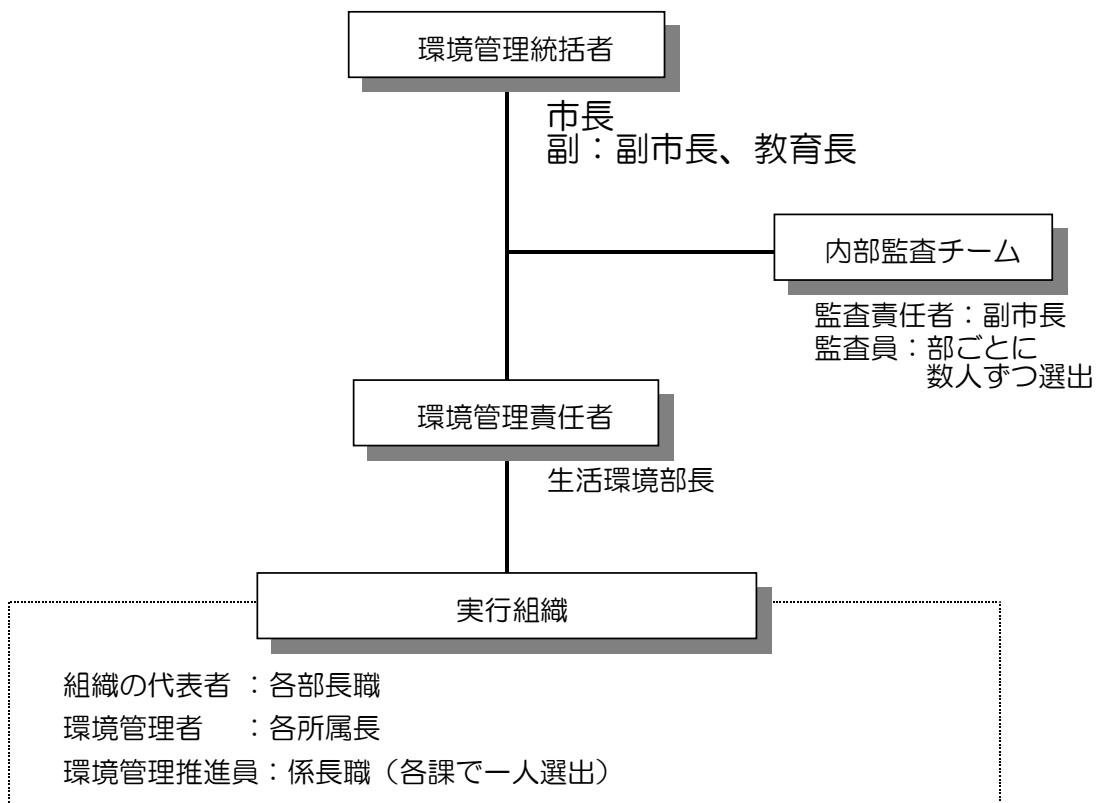 環境管理統括者
市長
副：副市長、教育長
内部監査チーム
監査責任者：副市長
監査員：部ごとに
数人ずつ選出
環境管理責任者
生活環境部長
実行組織
組織の代表者 ：各部長職
環境管理者　 ：各所属長
環境管理推進員：係長職（各課で一人選出）